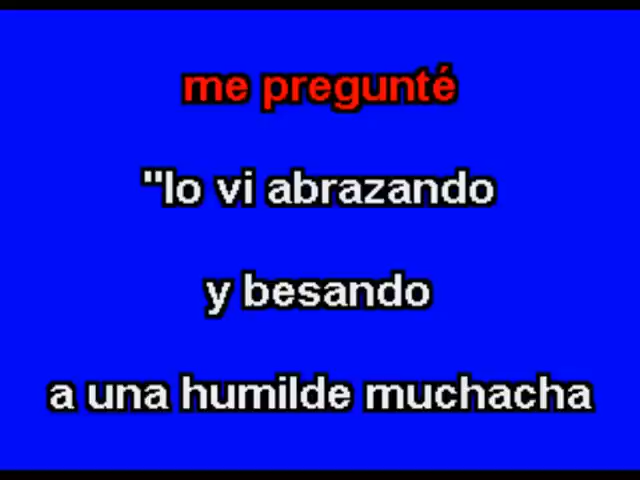 me pregunté
"lo vi abrazando
y besando
a una humilde muchacha